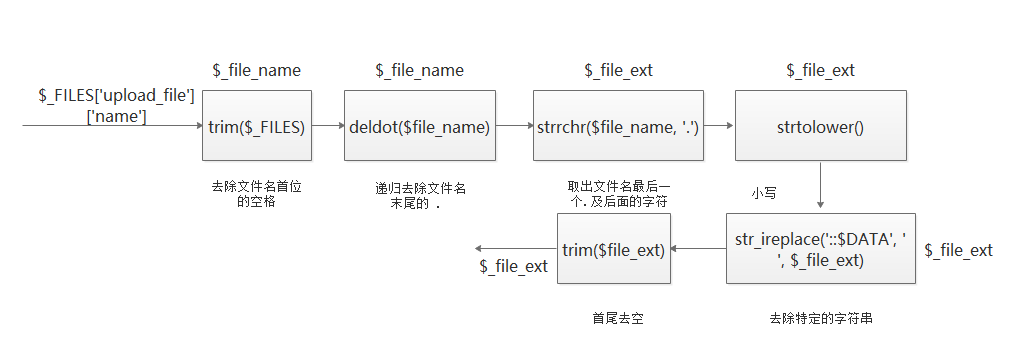 $_file_name
$_file_name
$_file_ext
$_file_ext
$_FILES['upload_file']
['name']
trim($_FILES)
deldot($file_name)
strrchr($file_name, '.')
strtolower()
去除文件名首位
的空格
递归去除文件名
末尾的 .
取出文件名最后一
个.及后面的字符
小写
str_ireplace('::$DATA', '
', $_file_ext)
$_file_ext
trim($file_ext)
$_file_ext
首尾去空
去除特定的字符串